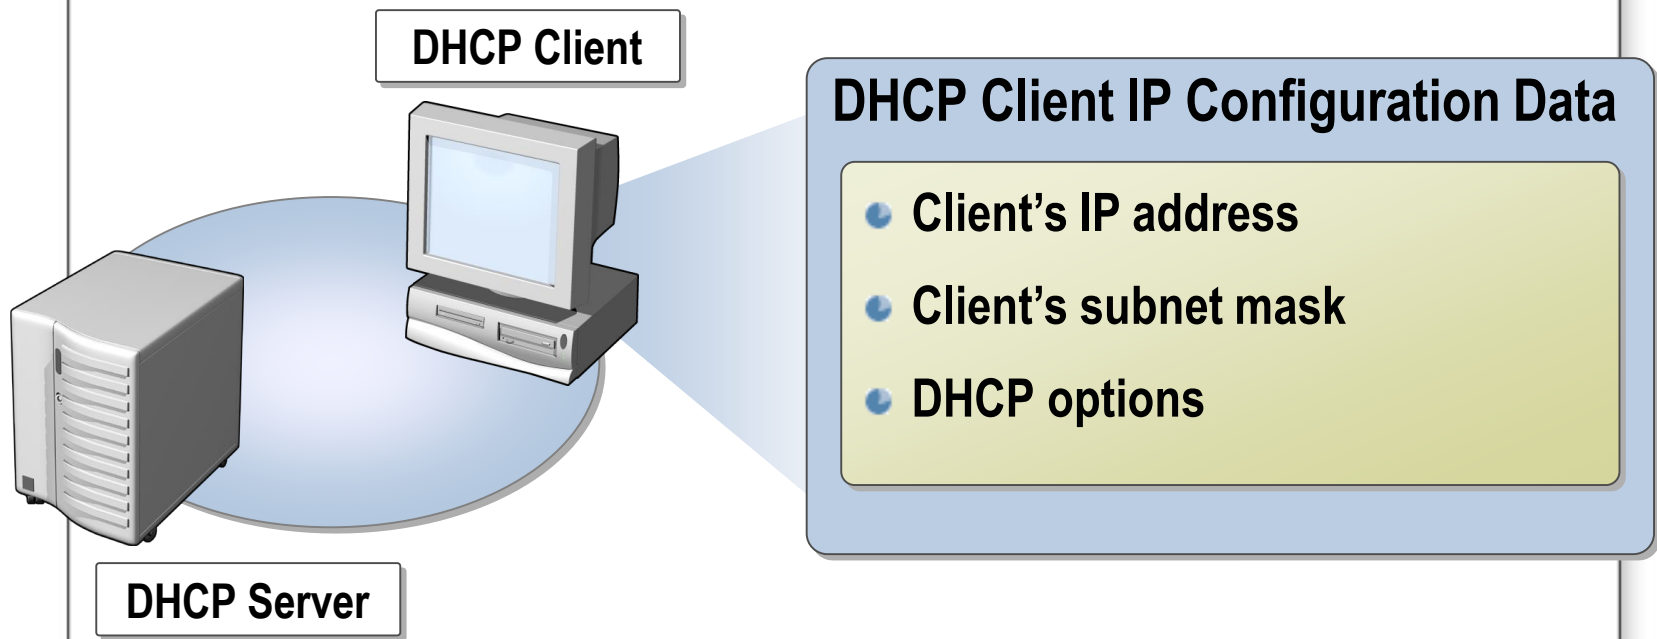 DHCP Client
DHCP Client IP Configuration Data
Client’s IP address
Client’s subnet mask
DHCP options
DHCP Server